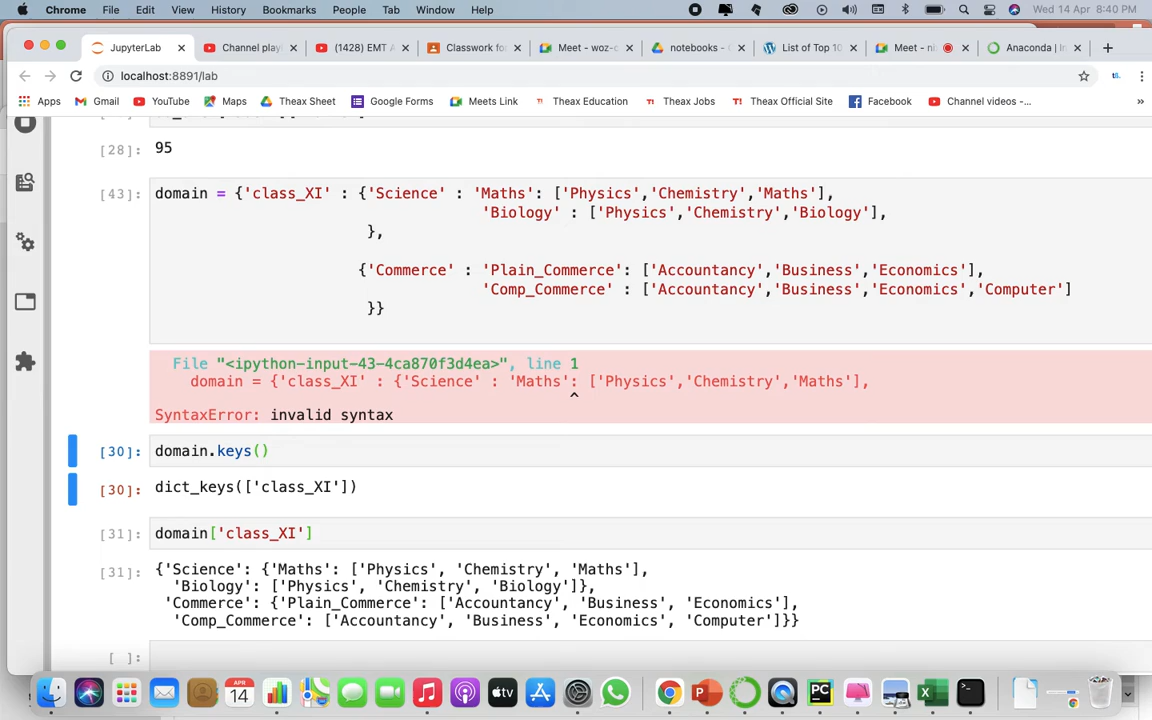 Chrome File Edit View History Bookmarks People Tab Window Help Wed 14 Apr 8:40 PM
JupyterLab Channel play (1428) EMT A Classwork fo Meet - woz-c notebooks - G List of Top 10 Meet - ni Anaconda | In
localhost:8891/lab
Apps Gmail YouTube Maps Theax Sheet Google Forms Meets Link Theax Education Theax Jobs Theax Official Site Facebook Channel videos -... »
[28]: 95
[43]: domain = {'class_XI' : {'Science' : 'Maths': ['Physics','Chemistry','Maths'],
'Biology' : ['Physics','Chemistry','Biology'],
},
{'Commerce' : 'Plain_Commerce': ['Accountancy','Business','Economics'],
'Comp_Commerce' : ['Accountancy','Business','Economics','Computer']
}}
File "<ipython-input-43-4ca870f3d4ea>", line 1
domain = {'class_XI' : {'Science' : 'Maths': ['Physics','Chemistry','Maths'],
^
SyntaxError: invalid syntax
[30]: domain.keys()
[30]: dict_keys(['class_XI'])
[31]: domain['class_XI']
[31]: {'Science': {'Maths': ['Physics', 'Chemistry', 'Maths'],
'Biology': ['Physics', 'Chemistry', 'Biology']},
'Commerce': {'Plain_Commerce': ['Accountancy', 'Business', 'Economics'],
'Comp_Commerce': ['Accountancy', 'Business', 'Economics', 'Computer']}}
[ ]:
APR
14
tv
P
PC
X
>_